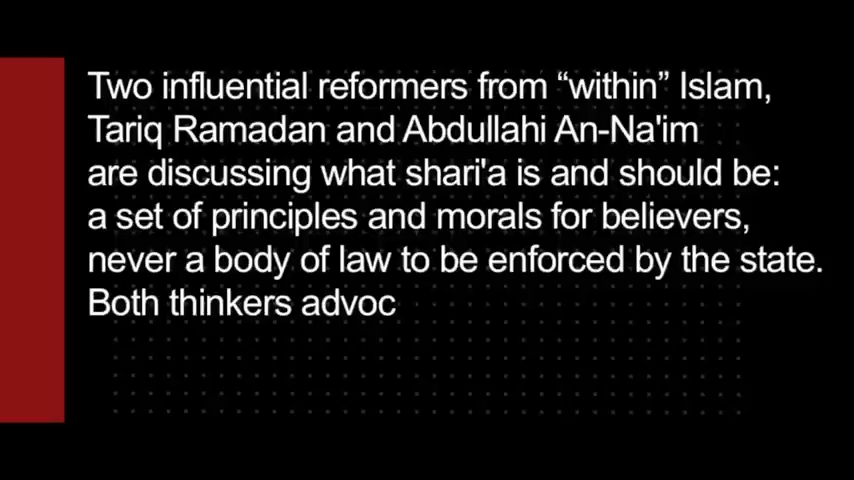 Two influential reformers from “within” Islam,
Tariq Ramadan and Abdullahi An-Na'im
are discussing what shari'a is and should be:
a set of principles and morals for believers,
never a body of law to be enforced by the state.
Both thinkers advoc